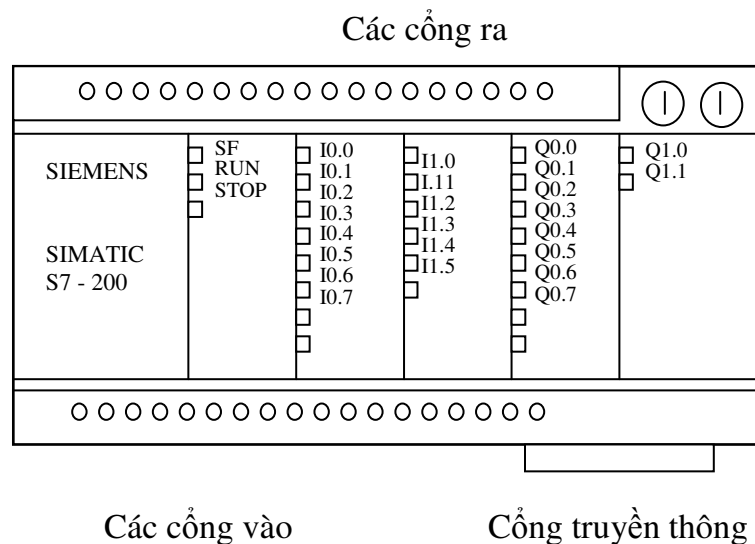 Các cổng ra
SIEMENS
SIMATIC
S7 - 200
SF
RUN
STOP
I0.0
I0.1
I0.2
I0.3
I0.4
I0.5
I0.6
I0.7
I1.0
I.11
I1.2
I1.3
I1.4
I1.5
Q0.0
Q0.1
Q0.2
Q0.3
Q0.4
Q0.5
Q0.6
Q0.7
Q1.0
Q1.1
Các cổng vào
Cổng truyền thông